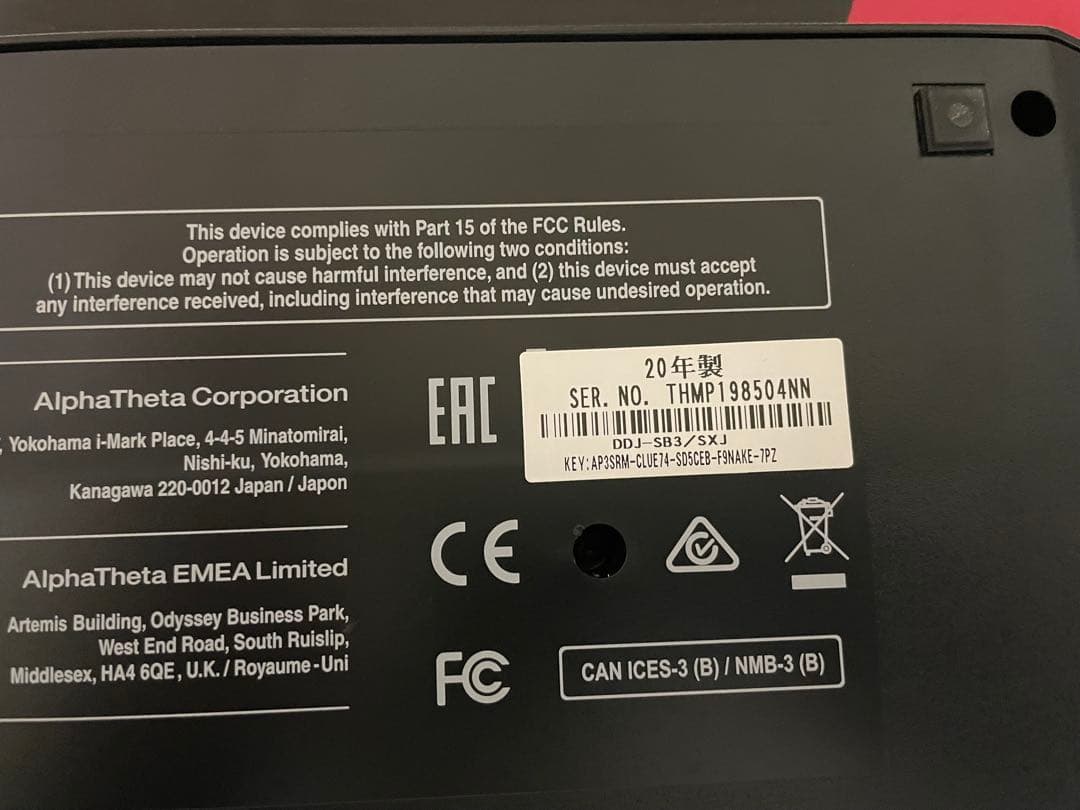 This device complies with Part 15 of the FCC Rules.
Operation is subject to the following two conditions:
(1) This device may not cause harmful interference, and (2) this device must accept
any interference received, including interference that may cause undesired operation.
AlphaTheta Corporation
Yokohama i-Mark Place, 4-4-5 Minatomirai,
Nishi-ku, Yokohama,
Kanagawa 220-0012 Japan / Japon
AlphaTheta EMEA Limited
Artemis Building, Odyssey Business Park,
West End Road, South Ruislip,
Middlesex, HA4 6QE, U.K. / Royaume-Uni
EAC
20年製
SER. NO. THMP198504NN
DDJ-SB3/SXJ
KEY:AP3SRM-CLUE74-SD5CEB-F9NAKE-7PZ
CE
FC
CAN ICES-3 (B) / NMB-3 (B)